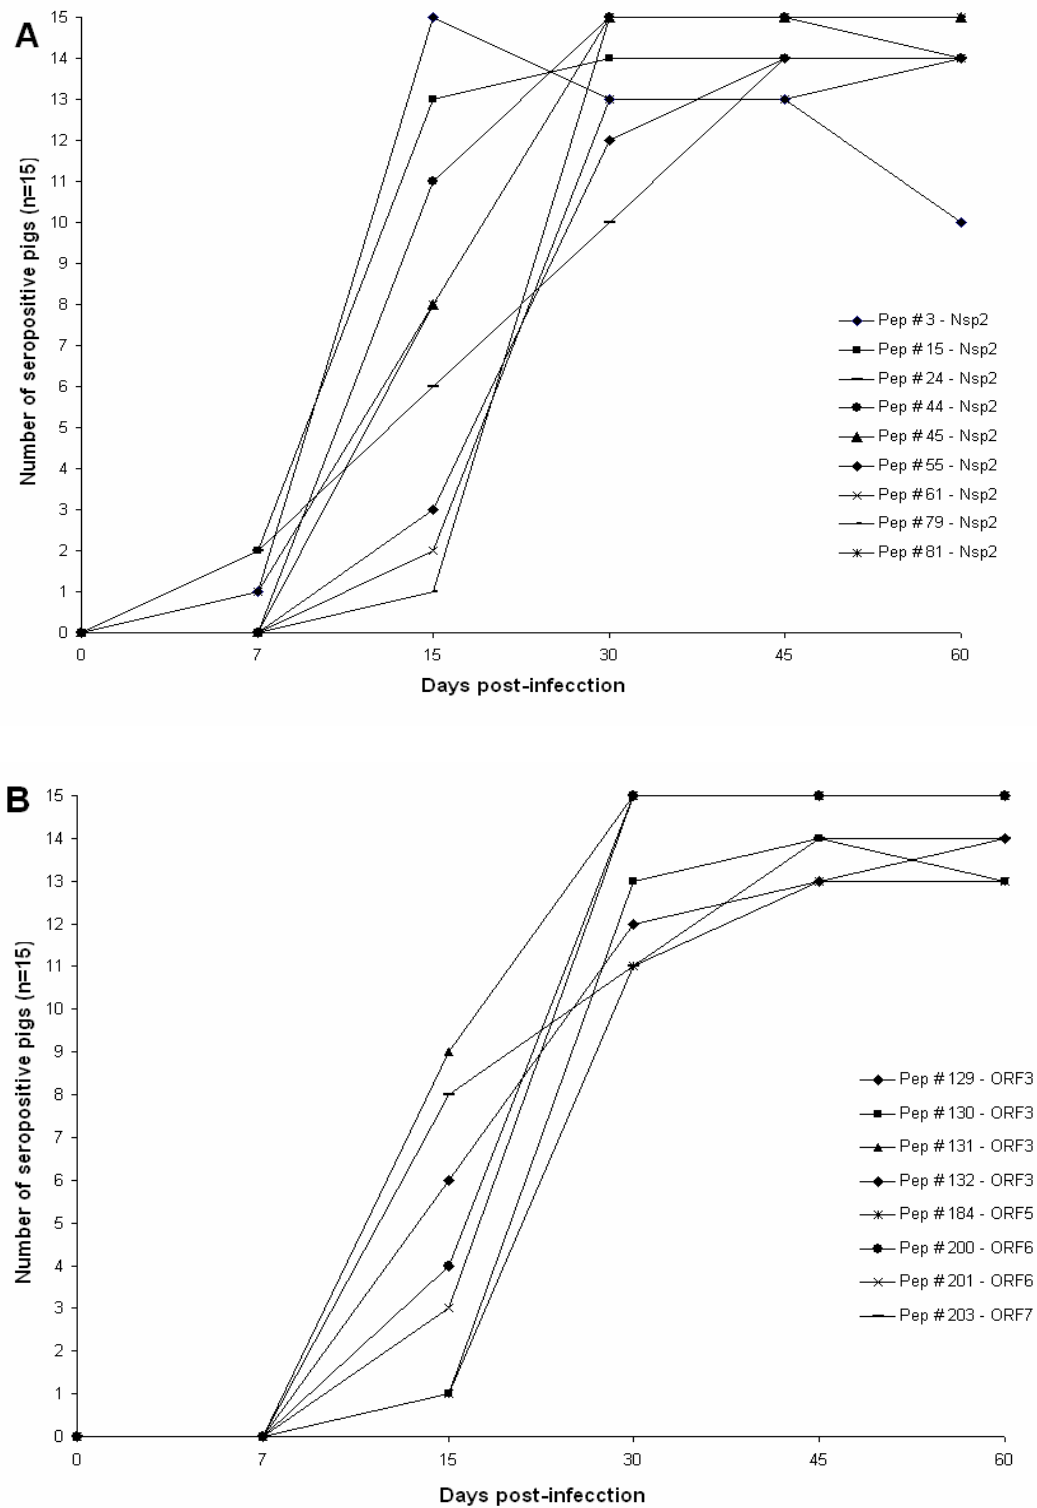 A
15
14
13
12
11
10
9
8
7
6
5
4
3
2
1
0
Number of seropositive pigs (n=15)
Pep # 3 - Nsp2
Pep # 15 - Nsp2
Pep # 24 - Nsp2
Pep # 44 - Nsp2
Pep # 45 - Nsp2
Pep # 55 - Nsp2
Pep # 61 - Nsp2
Pep # 79 - Nsp2
Pep # 81 - Nsp2
0 7 15 30 45 60
Days post-infecction
B
15
14
13
12
11
10
9
8
7
6
5
4
3
2
1
0
Number of seropositive pigs (n=15)
Pep # 129 - ORF3
Pep # 130 - ORF3
Pep # 131 - ORF3
Pep # 132 - ORF3
Pep # 184 - ORF5
Pep # 200 - ORF6
Pep # 201 - ORF6
Pep # 203 - ORF7
0 7 15 30 45 60
Days post-infecction